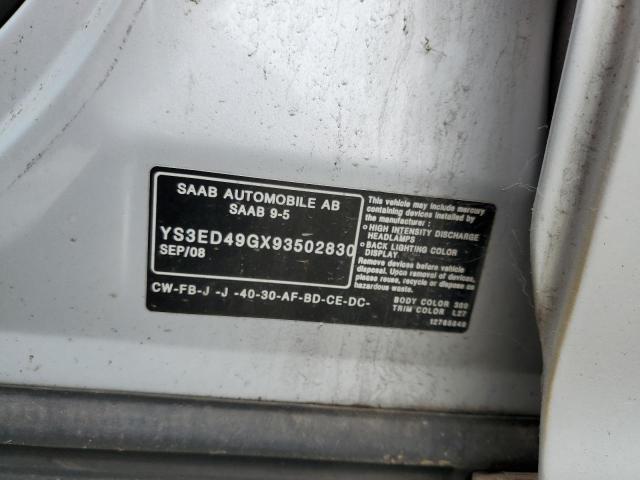 SAAB AUTOMOBILE AB
SAAB 9-5
YS3ED49GX93502830
SEP/08
CW-FB-J -J -40-30-AF-BD-CE-DC-
This vehicle may include mercury
containing devices installed by
the manufacturer:
HIGH INTENSITY DISCHARGE
HEADLAMPS
BACK LIGHTING COLOR
DISPLAY
Remove devices before vehicle
disposal. Upon removal of devices,
please reuse, recycle or dispose as
hazardous waste.
BODY COLOR 300
TRIM COLOR L27